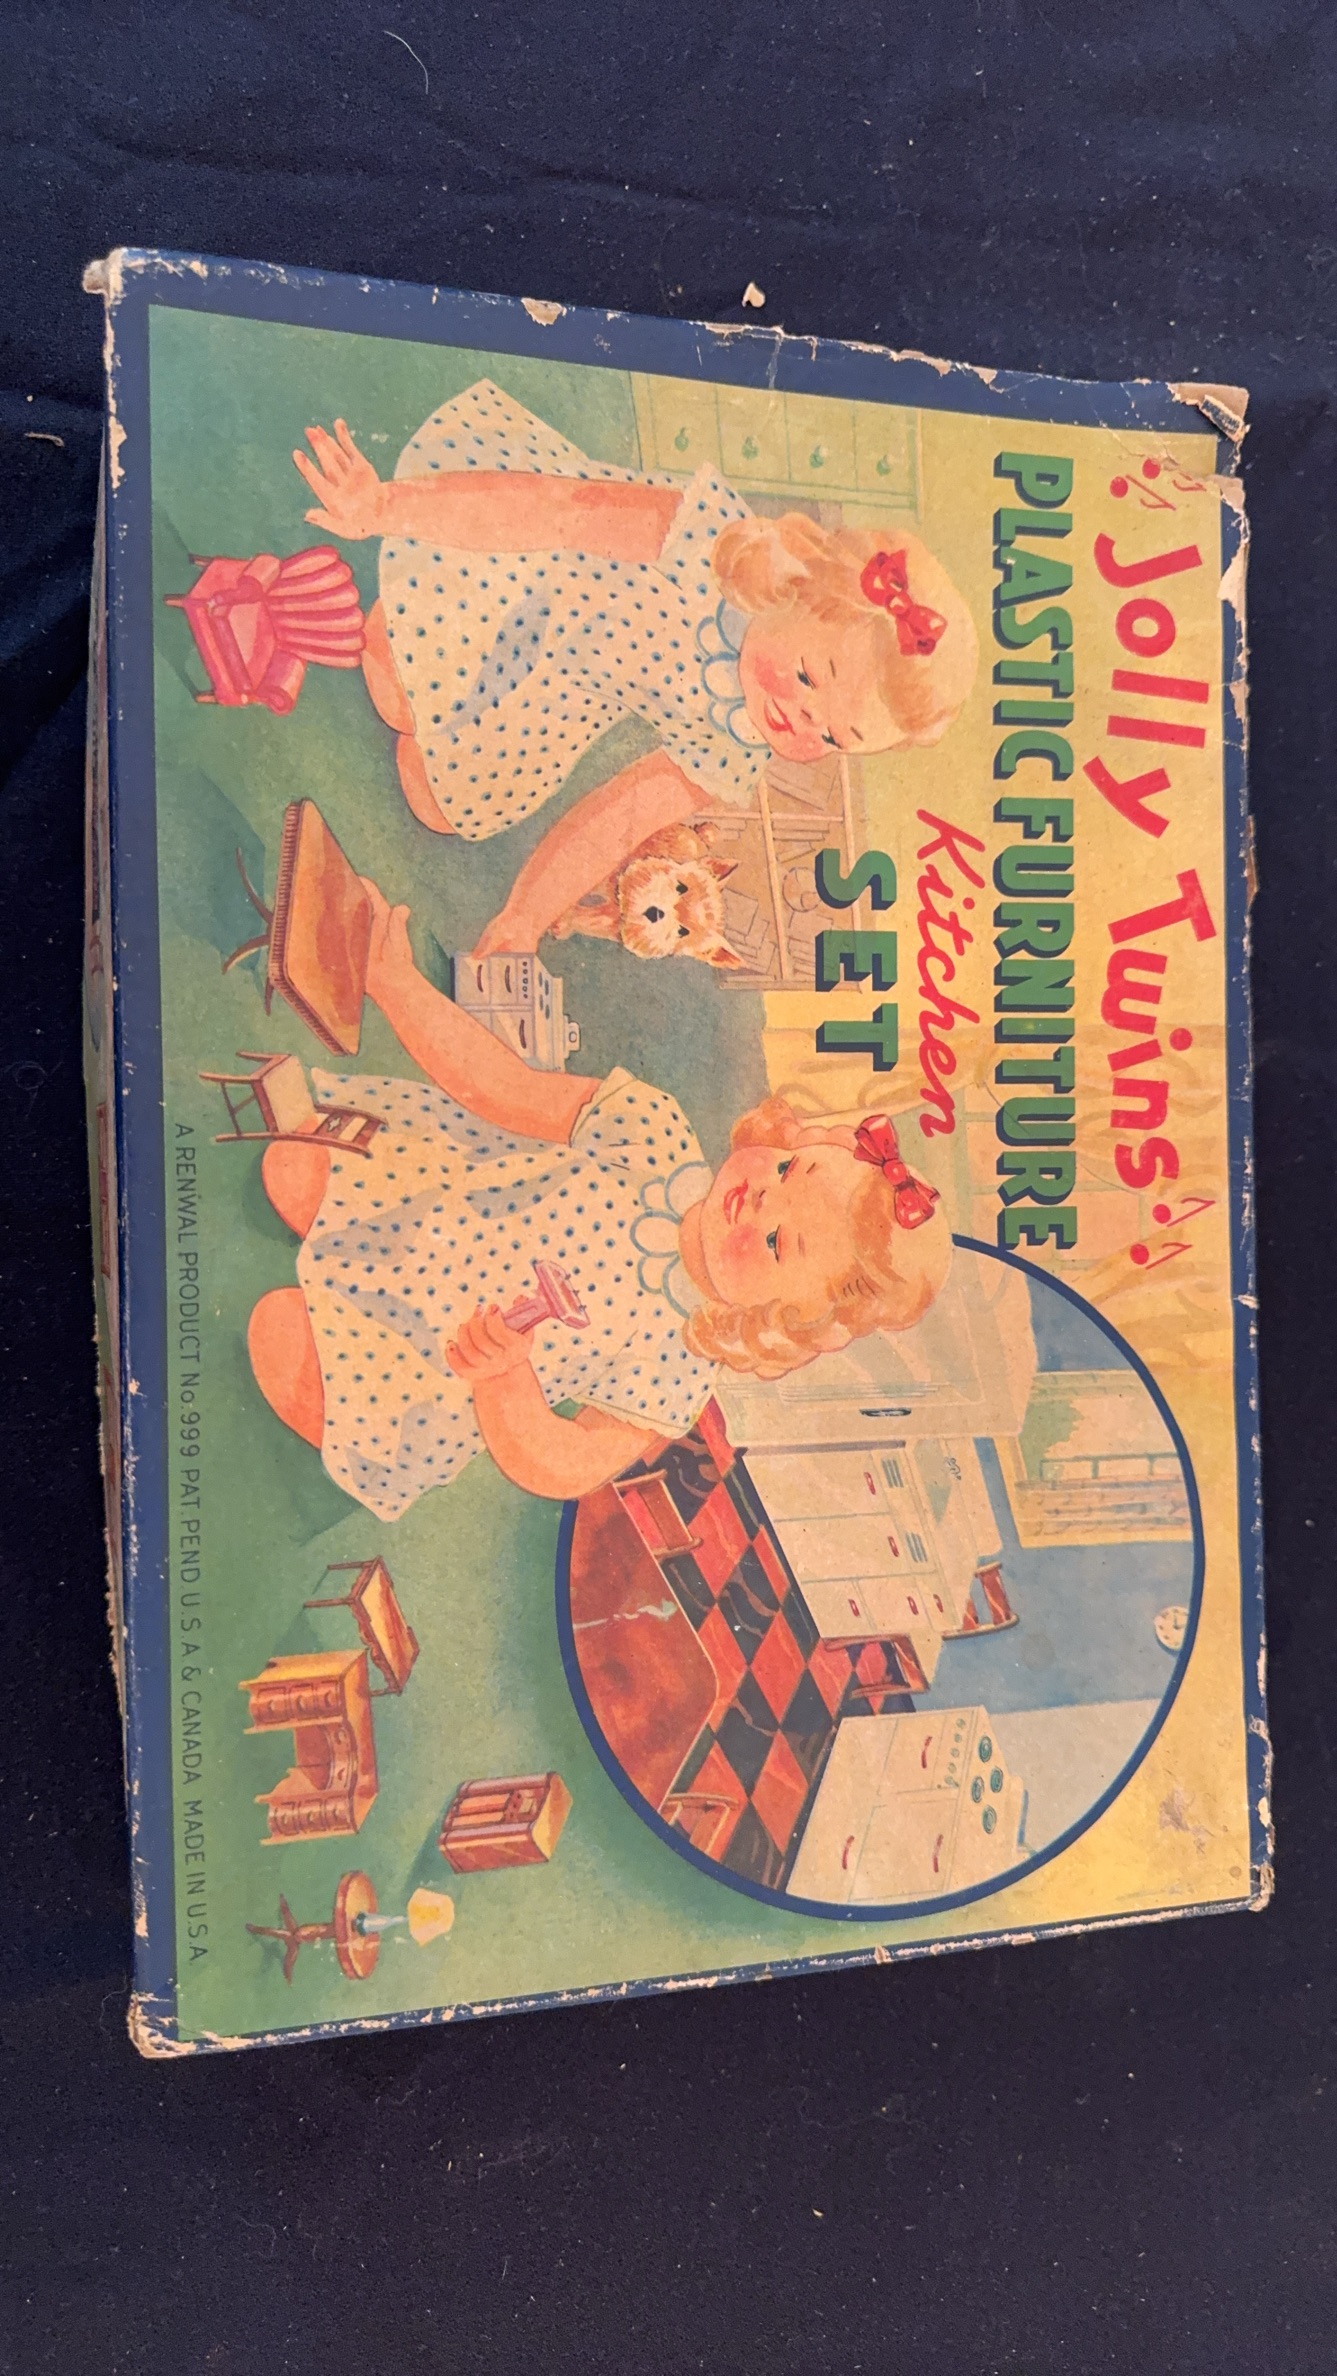 Jolly Twins
PLASTIC FURNITURE
Kitchen
SET
A RENWAL PRODUCT No. 999 PAT. PEND. U.S.A & CANADA MADE IN U.S.A